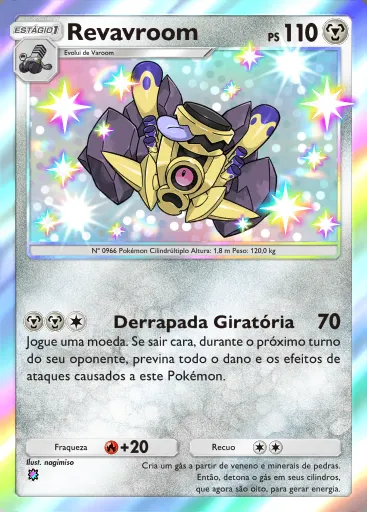 ESTÁGIO 1
Revavroom
PS 110
Evolui de Varoom
Nº 0966 Pokémon Cilindrúltiplo Altura: 1,8 m Peso: 120,0 kg
Derrapada Giratória 70
Jogue uma moeda. Se sair cara, durante o próximo turno
do seu oponente, previna todo o dano e os efeitos de
ataques causados a este Pokémon.
Fraqueza +20
Recuo
Ilust. nagimiso
Cria um gás a partir de veneno e minerais de pedras.
Então, detona o gás em seus cilindros,
que agora são oito, para gerar energia.